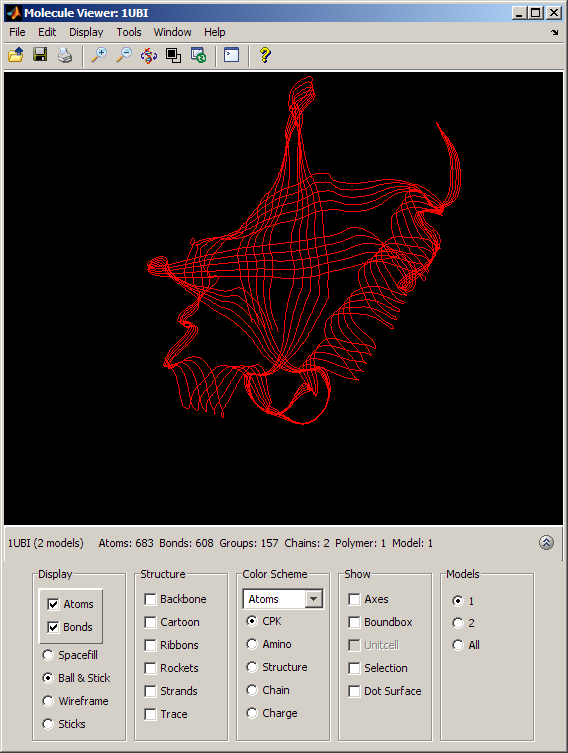 Molecule Viewer: 1UBI
File Edit Display Tools Window Help
1UBI (2 models) Atoms: 683 Bonds: 608 Groups: 157 Chains: 2 Polymer: 1 Model: 1
Display
Atoms
Bonds
Spacefill
Ball & Stick
Wireframe
Sticks
Structure
Backbone
Cartoon
Ribbons
Rockets
Strands
Trace
Color Scheme
Atoms
CPK
Amino
Structure
Chain
Charge
Show
Axes
Boundbox
Unitcell
Selection
Dot Surface
Models
1
2
All